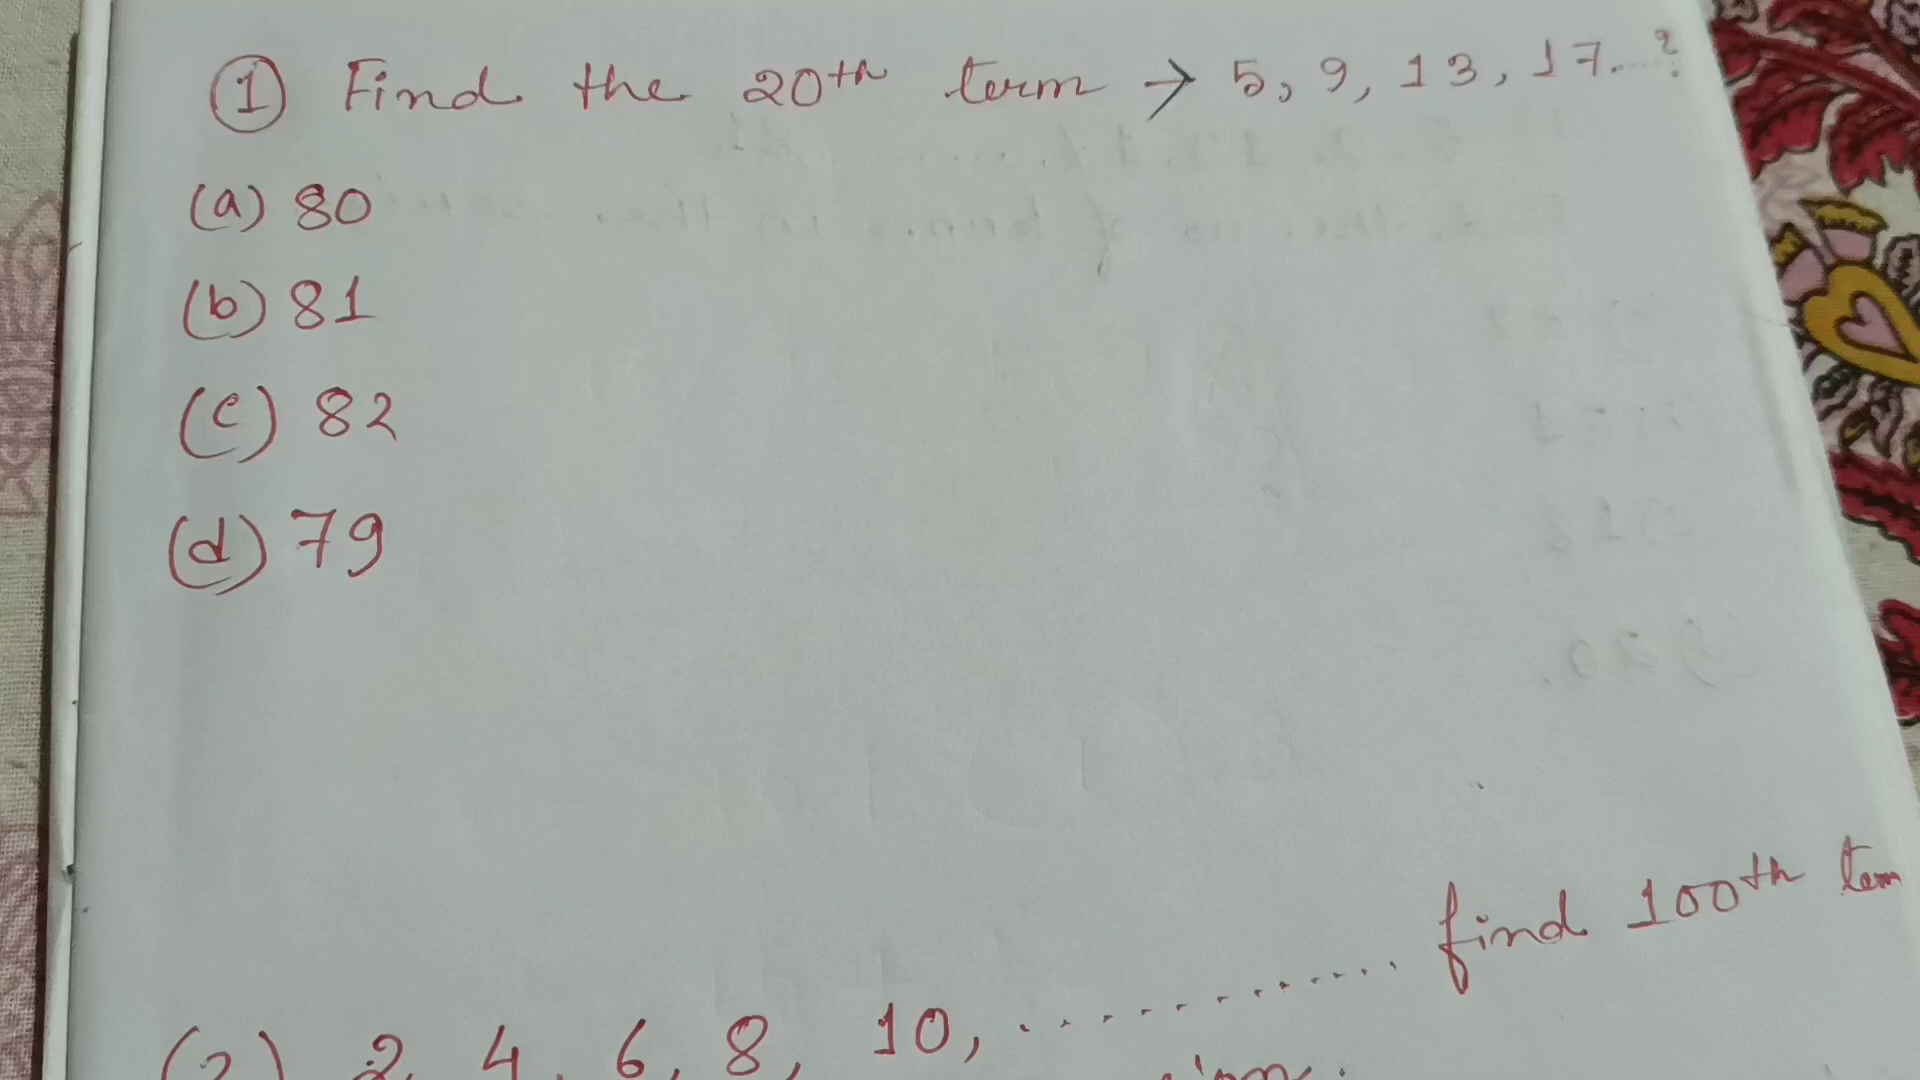 ① Find the 20th term → 5, 9, 13, 17....?
(a) 80
(b) 81
(c) 82
(d) 79
find 100th term
(2) 2, 4, 6, 8, 10, ............